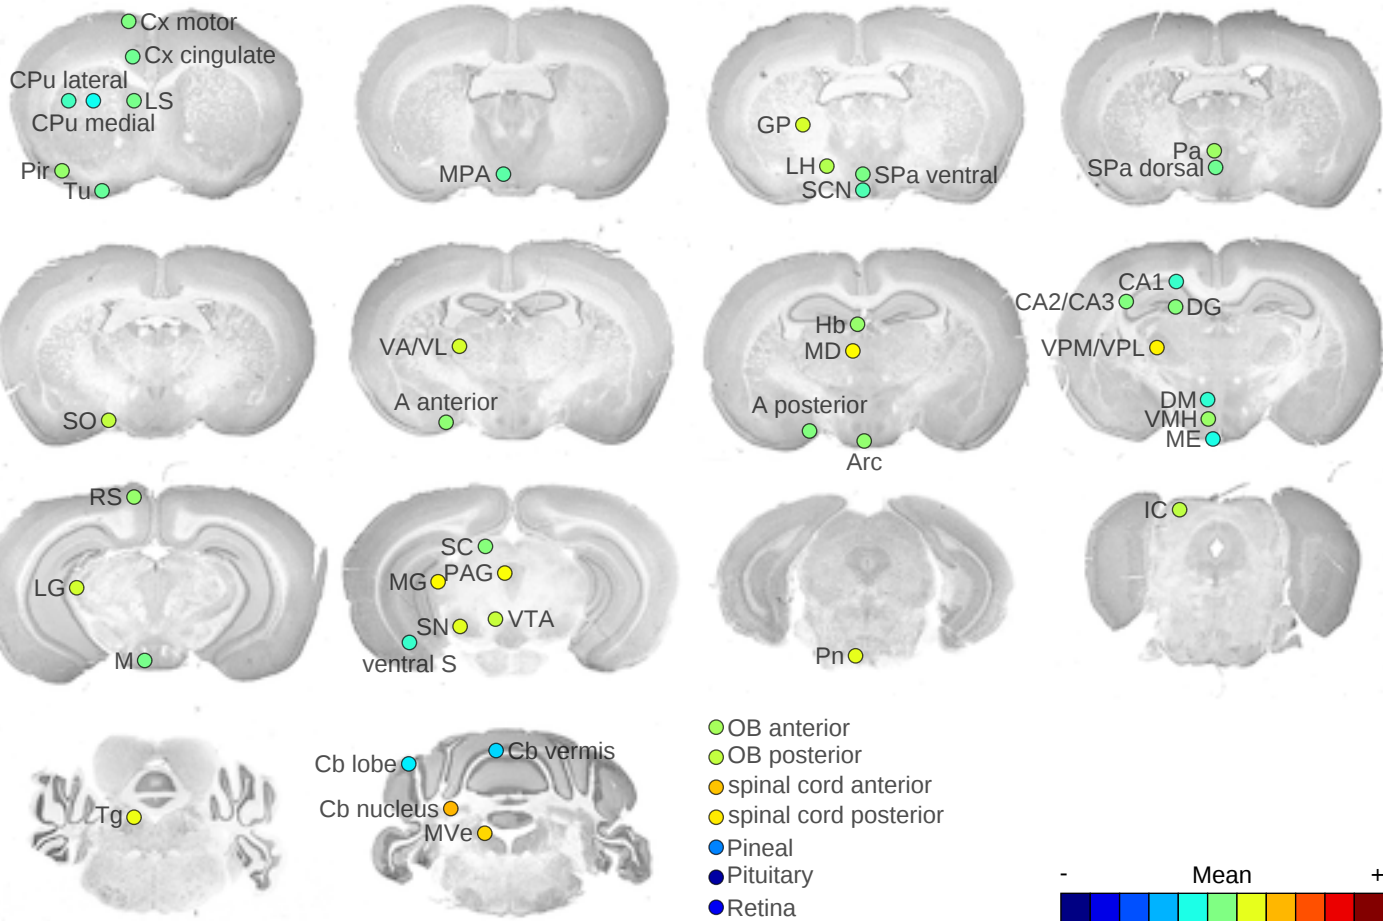 Cx motor
Cx cingulate
CPu lateral
LS
CPu medial
Pir
Tu
MPA
GP
LH
SPa ventral
SCN
Pa
SPa dorsal
SO
VA/VL
A anterior
Hb
MD
A posterior
Arc
CA1
CA2/CA3
DG
VPM/VPL
DM
VMH
ME
RS
LG
M
SC
MG
PAG
SN
VTA
ventral S
Pn
IC
Tg
Cb lobe
Cb vermis
Cb nucleus
MVe
OB anterior
OB posterior
spinal cord anterior
spinal cord posterior
Pineal
Pituitary
Retina
- Mean +